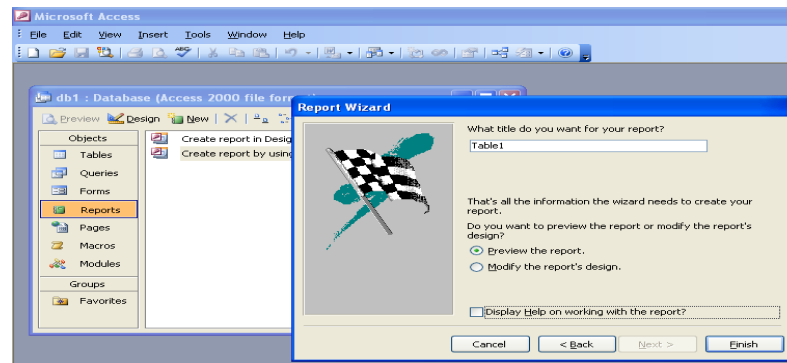 Microsoft Access
File Edit View Insert Tools Window Help
db1 : Database (Access 2000 file for
Preview Design New
Objects
Tables
Queries
Forms
Reports
Pages
Macros
Modules
Groups
Favorites
Create report in Desig
Create report by using
Report Wizard
What title do you want for your report?
Table1
That's all the information the wizard needs to create your
report.
Do you want to preview the report or modify the report's
design?
Preview the report.
Modify the report's design.
Display Help on working with the report?
Cancel < Back Next > Finish